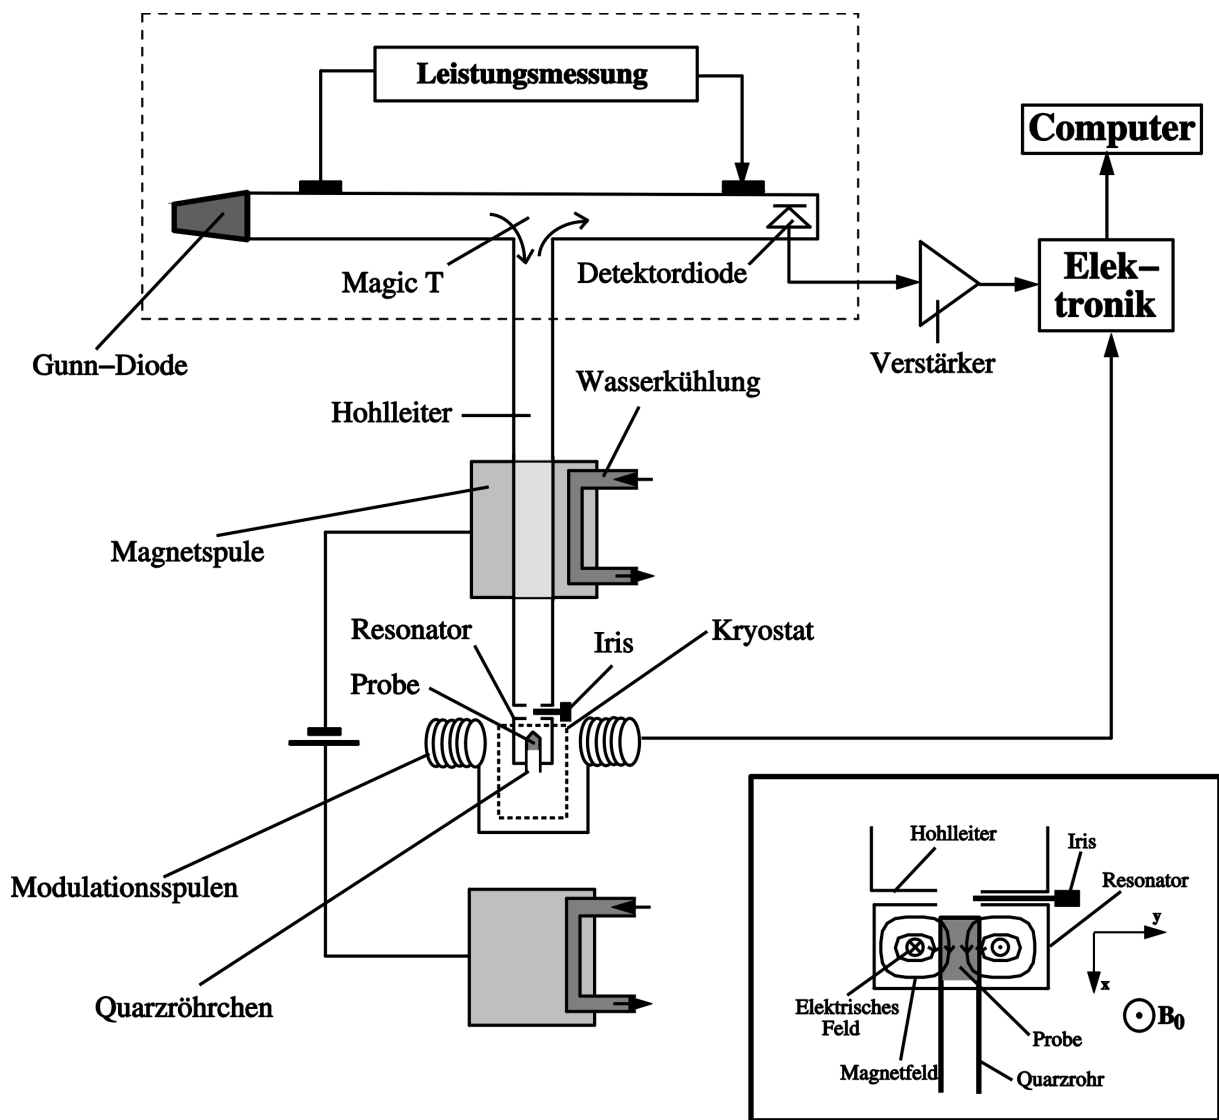 Leistungsmessung
Computer
Magic T
Detektordiode
Elek–
tronik
Gunn–Diode
Verstärker
Wasserkühlung
Hohlleiter
Magnetspule
Resonator
Iris
Kryostat
Probe
Modulationsspulen
Quarzröhrchen
Hohlleiter
Iris
Resonator
y
x
Elektrisches
Feld
B0
Probe
Magnetfeld
Quarzrohr